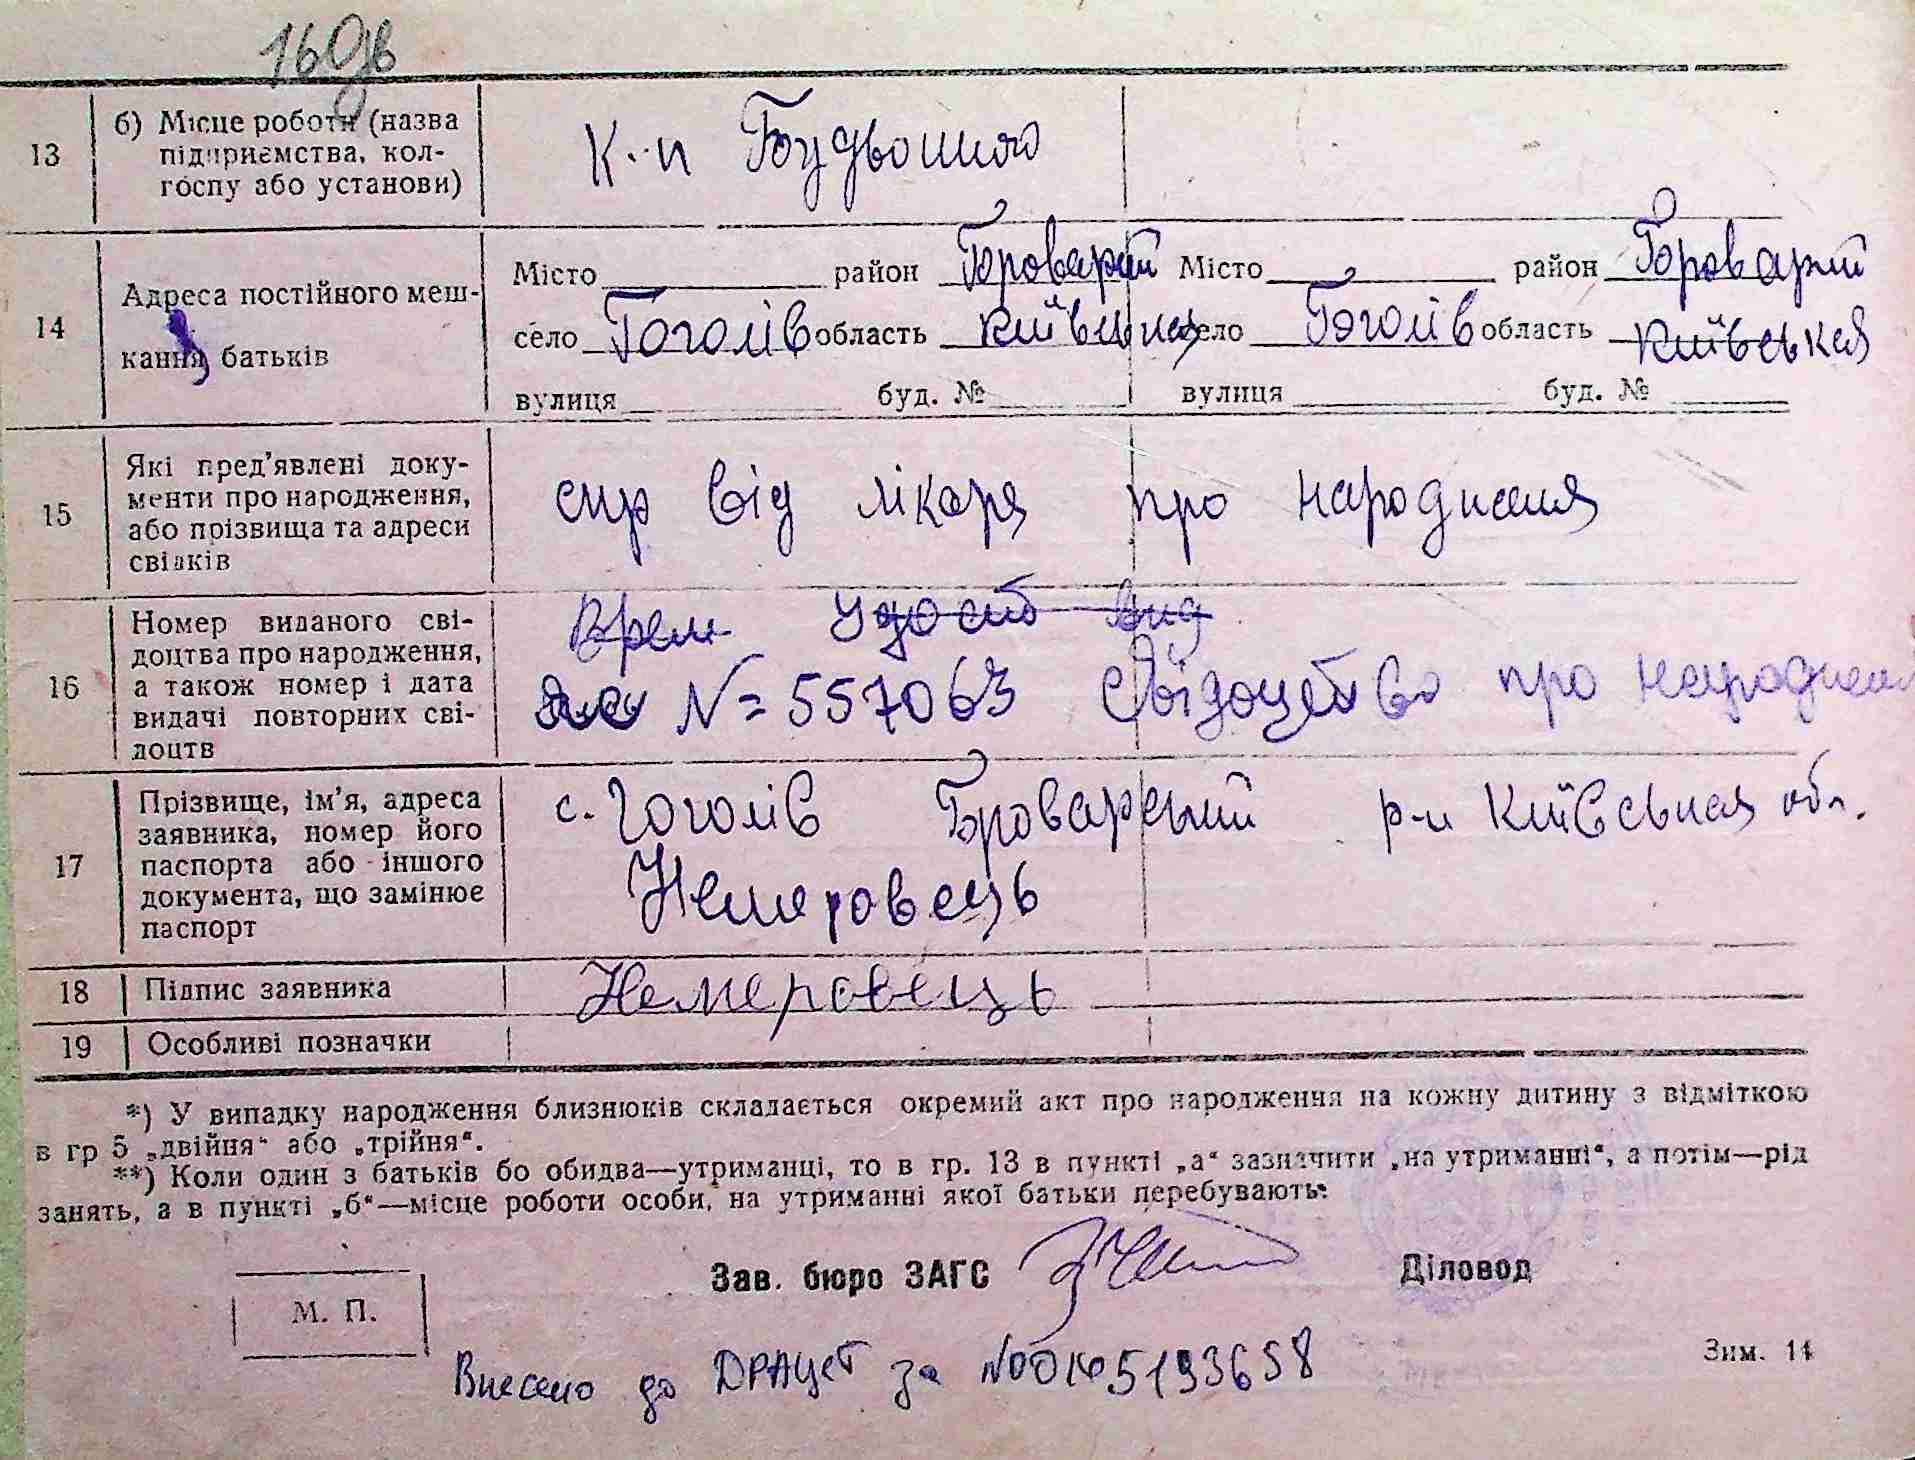 160зв
13
б) Місце роботи (назва
підприємства, кол-
госпу або установи)
к-п Будьоного
14
Адреса постійного меш-
кання батьків
Місто район Броварський Місто район Броварський
село Гоголів область Київська село Гоголів область Київська
вулиця буд. № вулиця буд. №
15
Які пред’явлені доку-
менти про народження,
або прізвища та адреси
свідків
спр від лікаря про народження
16
Номер виданого сві-
доцтва про народження,
а також номер і дата
видачі повторних сві-
доцтв
Врем удост вид
№ 557063 Свідоцтво про народження
17
Прізвище, ім’я, адреса
заявника, номер його
паспорта або іншого
документа, що замінює
паспорт
с. Гоголів Броварський р-н Київська обл.
Немеровець
18 Підпис заявника Немеровець
19 Особливі позначки
*) У випадку народження близнюків складається окремий акт про народження на кожну дитину з відміткою
в гр 5 „двійня“ або „трійня“.
**) Коли один з батьків бо обидва—утриманці, то в гр. 13 в пункті „а“ зазначити „на утриманні“, а потім—рід
занять, а в пункті „б“—місце роботи особи, на утриманні якої батьки перебувають.
Зав. бюро ЗАГС Діловод
М. П.
Зим. 14
Внесено до ДРАЦСГ за №00165193658